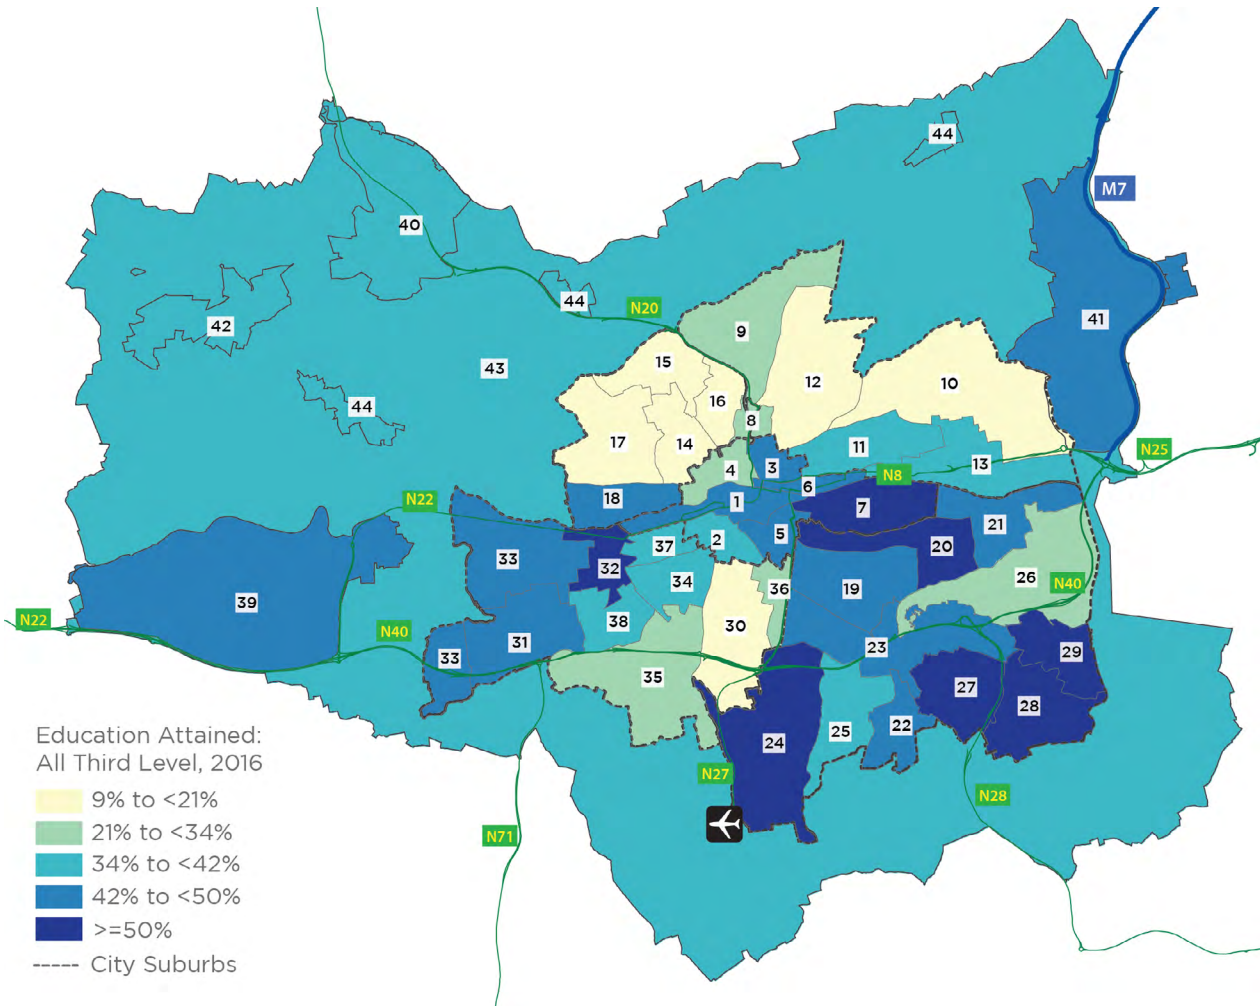 44
M7
40
44
N20
42
9
41
15
12
10
43
16
44
8
17
14
11
N25
4
3
13
N8
6
18
1
N22
7
21
5
2
37
20
33
32
26
34
36
N40
19
39
N22
38
30
N40
31
23
29
33
35
27
28
22
25
24
N27
N28
N71
Education Attained:
All Third Level, 2016
9% to <21%
21% to <34%
34% to <42%
42% to <50%
>=50%
City Suburbs